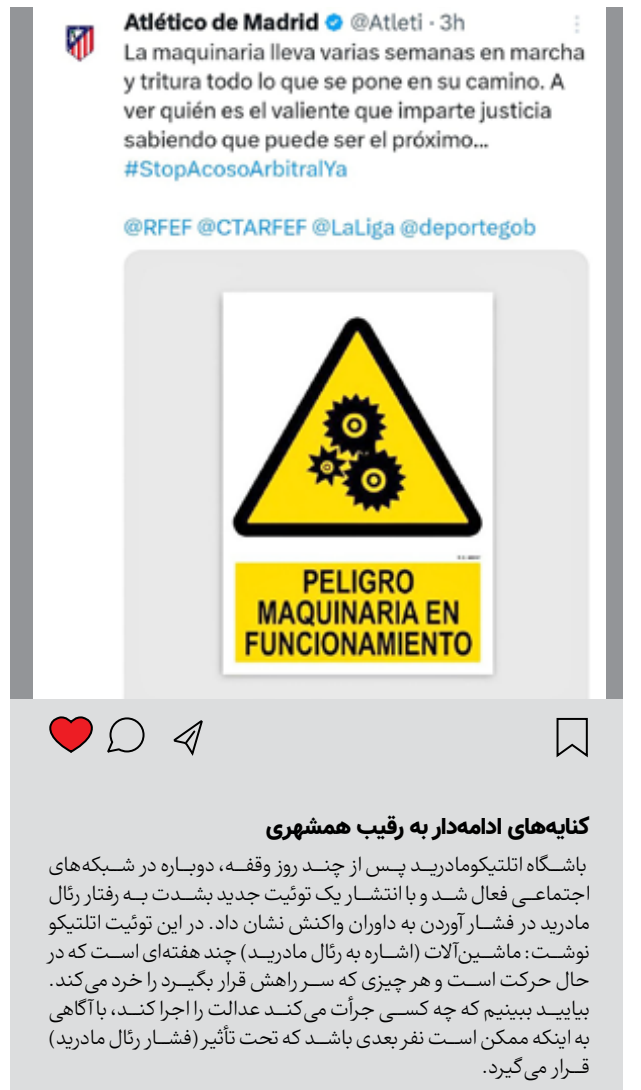 Atlético de Madrid @Atleti · 3h
La maquinaria lleva varias semanas en marcha
y tritura todo lo que se pone en su camino. A
ver quién es el valiente que imparte justicia
sabiendo que puede ser el próximo...
#StopAcosoArbitralYa
@RFEF @CTARFEF @LaLiga @deportegob
PELIGRO
MAQUINARIA EN
FUNCIONAMIENTO
کنایه‌های ادامه‌دار به رقیب همشهری
باشگاه اتلتیکومادرید پس از چند روز وقفه، دوباره در شبکه‌های
اجتماعی فعال شد و با انتشار یک توئیت جدید بشدت به رفتار رئال
مادرید در فشار آوردن به داوران واکنش نشان داد. در این توئیت اتلتیکو
نوشت: ماشین‌آلات (اشاره به رئال مادرید) چند هفته‌ای است که در
حال حرکت است و هر چیزی که سر راهش قرار بگیرد را خرد می‌کند.
بیایید ببینیم که چه کسی جرأت می‌کند عدالت را اجرا کند، با آگاهی
به اینکه ممکن است نفر بعدی باشد که تحت تأثیر (فشار رئال مادرید)
قرار می‌گیرد.